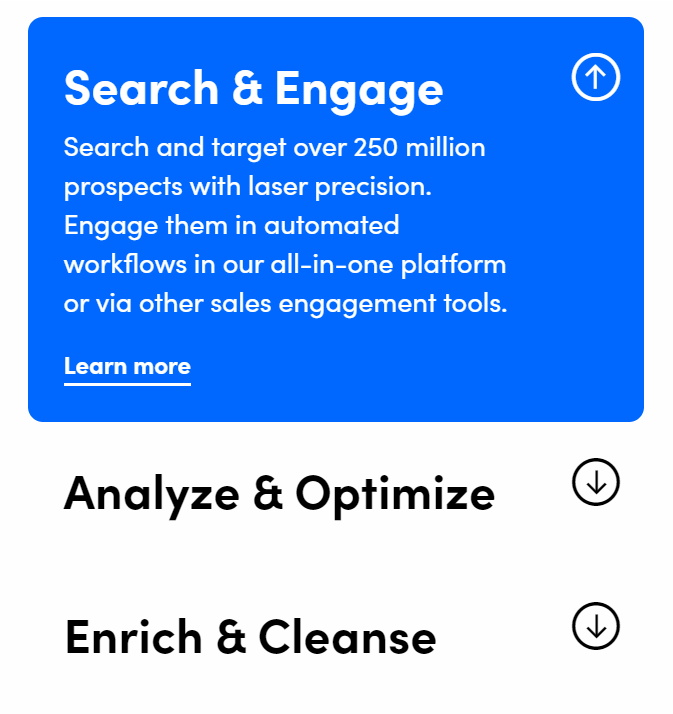 Search & Engage
Search and target over 250 million
prospects with laser precision.
Engage them in automated
workflows in our all-in-one platform
or via other sales engagement tools.
Learn more
Analyze & Optimize
Enrich & Cleanse